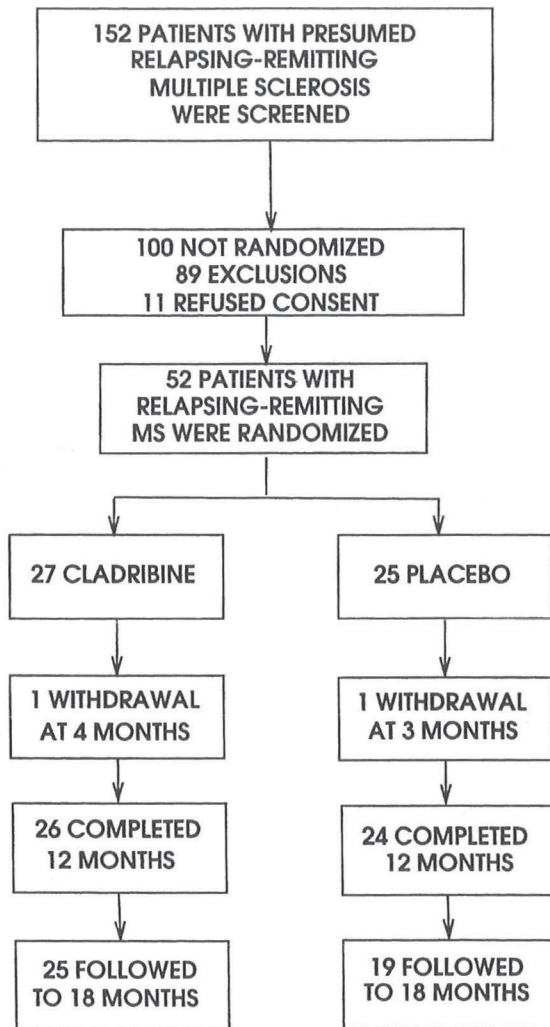 152 PATIENTS WITH PRESUMED
RELAPSING-REMITTING
MULTIPLE SCLEROSIS
WERE SCREENED
100 NOT RANDOMIZED
89 EXCLUSIONS
11 REFUSED CONSENT
52 PATIENTS WITH
RELAPSING-REMITTING
MS WERE RANDOMIZED
27 CLADRIBINE
25 PLACEBO
1 WITHDRAWAL
AT 4 MONTHS
1 WITHDRAWAL
AT 3 MONTHS
26 COMPLETED
12 MONTHS
24 COMPLETED
12 MONTHS
25 FOLLOWED
TO 18 MONTHS
19 FOLLOWED
TO 18 MONTHS